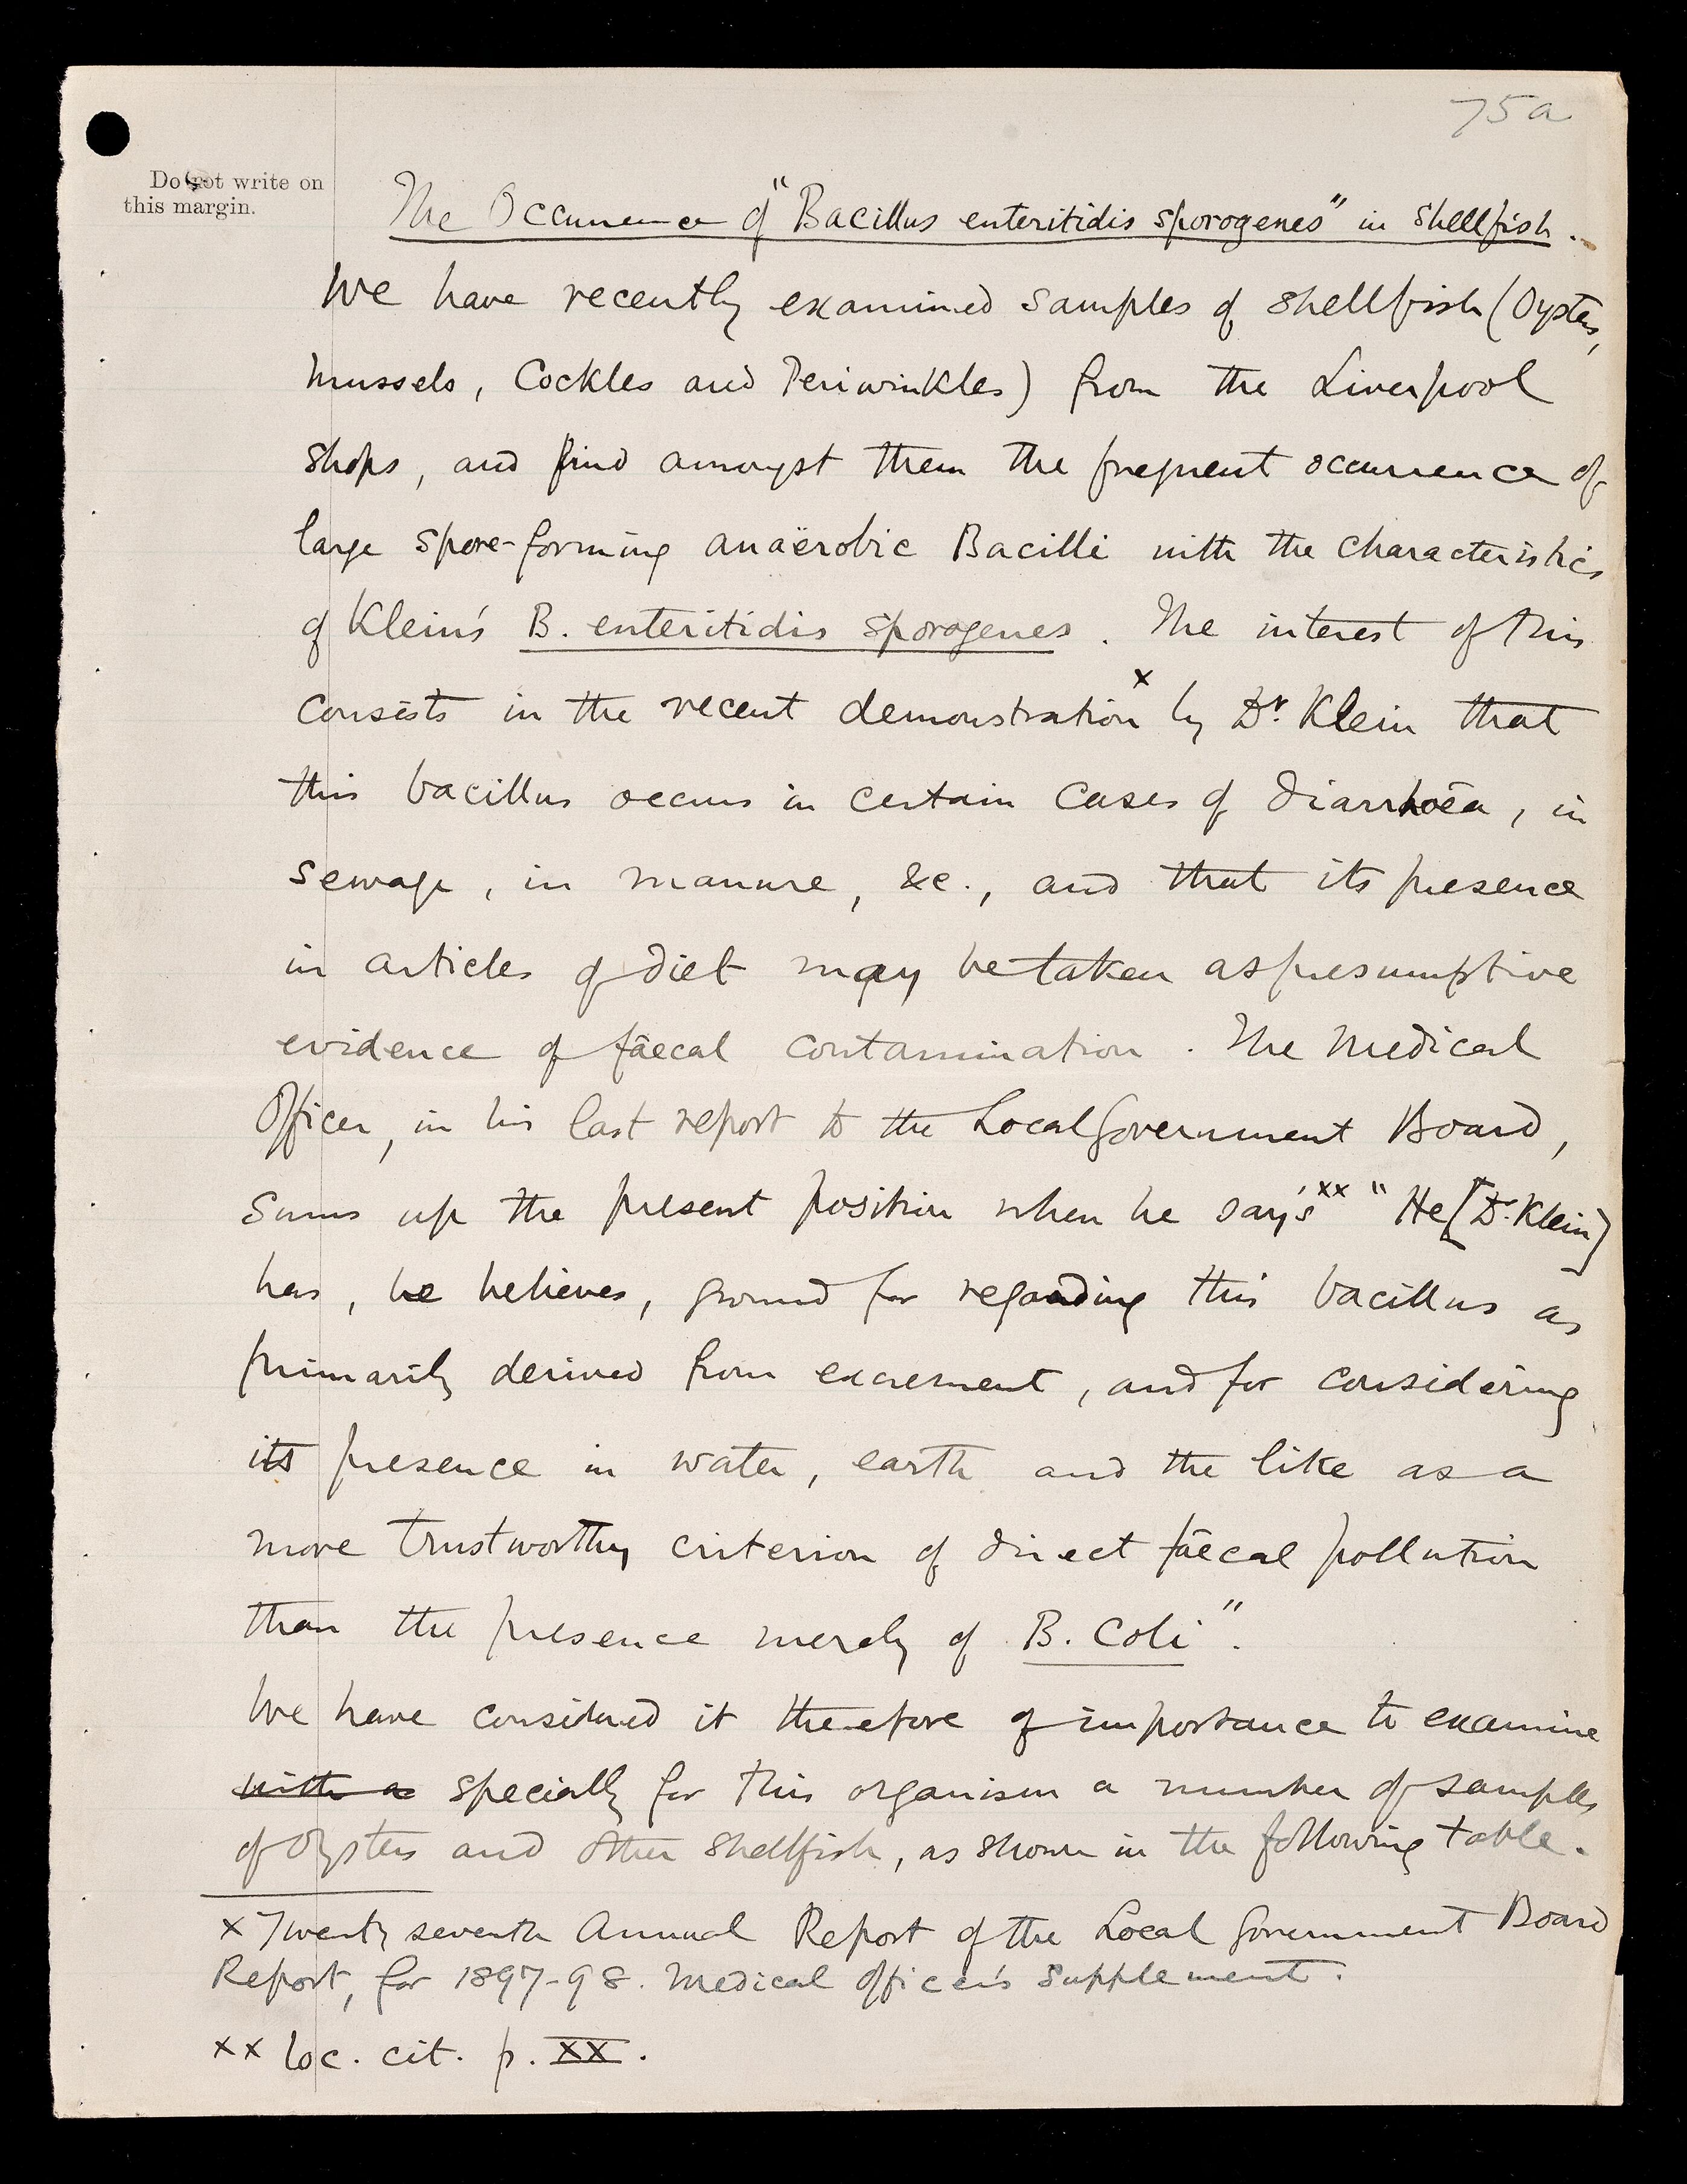 75a
Do not write on
this margin.
The Occurrence of "Bacillus enteritidis sporogenes" in shellfish.
We have recently examined samples of shellfish (Oysters,
Mussels, Cockles and Periwinkles) from the Liverpool
shops, and find amongst them the frequent ocurrence of
large spore-forming anaërobic Bacilli with the characteristics
of Klein's B. enteritidis sporogenes. The interest of this
consists in the recent demonstration x by Dr. Klein that
this bacillus occurs in certain cases of diarrhoea, in
sewage, in manure, &c., and that its presence
in articles of diet may be taken as presumptive
evidence of faecal contamination. The Medical
Officer, in his last report to the Local Government Board,
sums up the present position when he say's xx "He [Dr. Klein]
has, he believes, ground for regarding this bacillus as
primarily derived from excrement, and for considering
its presence in water, earth and the like as a
more trustworthy criterion of direct faecal pollution
than the presence merely of B. Coli".
We have considered it therefore of importance to examine
with a specially for this organism a number of samples
of Oysters and other shellfish, as shown in the following table.
x Twenty seventh Annual Report of the Local Government Board
Report, for 1897-98. Medical Officer's Supplement.
xx loc. cit. p. XX.